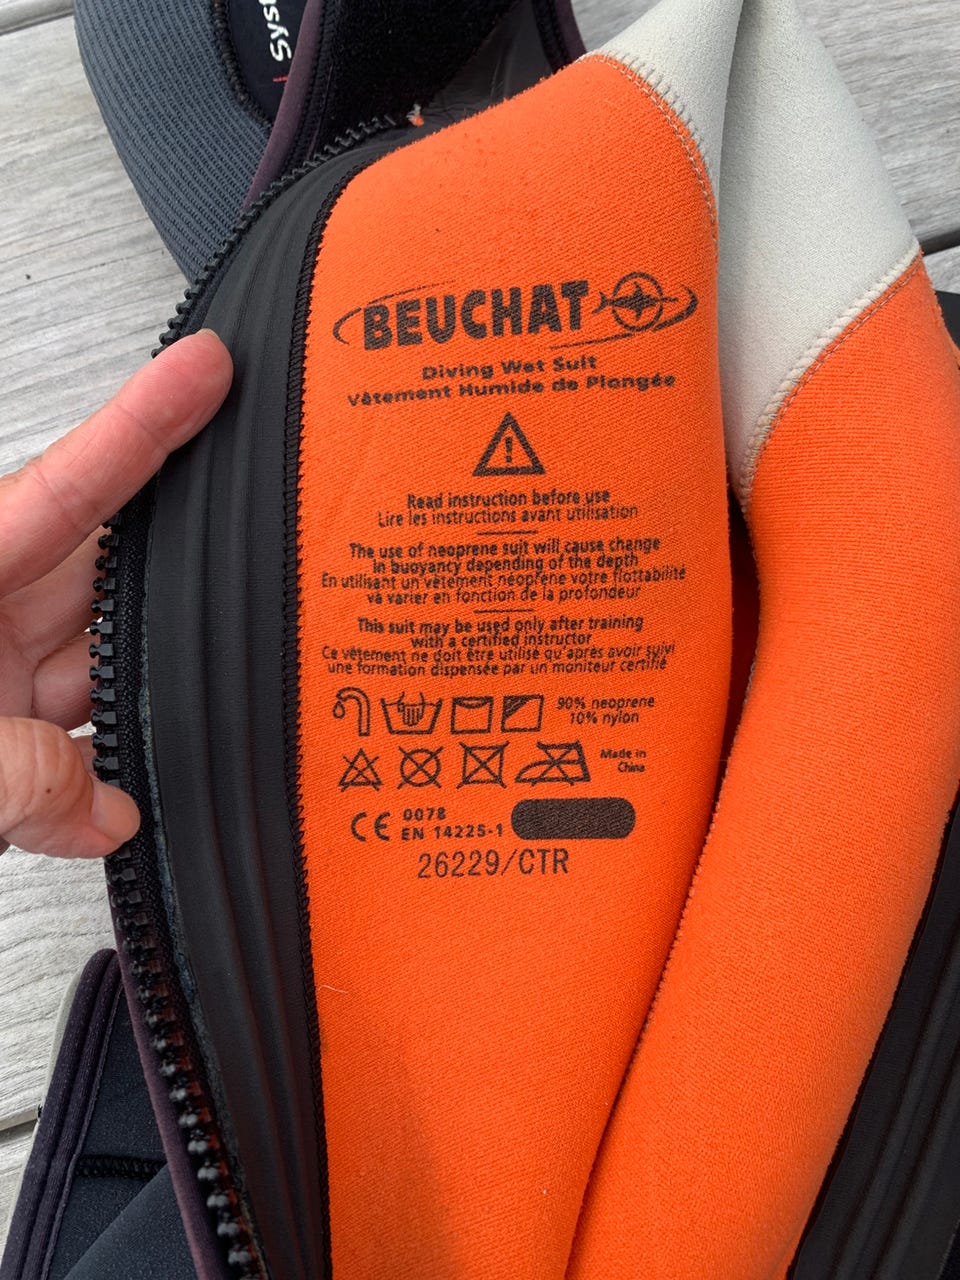 Sys
BEUCHAT
Diving Wet Suit
Vêtement Humide de Plongée
Read instruction before use
Lire les instructions avant utilisation
The use of neoprene suit will cause change
in buoyancy depending of the depth
En utilisant un vêtement néoprène votre flottabilité
va varier en fonction de la profondeur
This suit may be used only after training
with a certified instructor
Ce vêtement ne doit être utilisé qu'après avoir suivi
une formation dispensée par un moniteur certifié
90% neoprene
10% nylon
Made in
China
CE 0078
EN 14225-1
26229/CTR